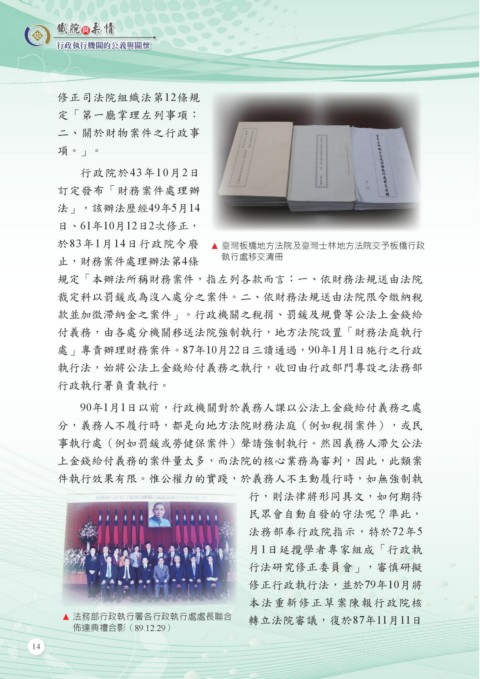 鐵腕與柔情
行政執行機關的公義與關懷
修正司法院組織法第12條規
定「第一廳掌理左列事項：
二、關於財物案件之行政事
項。」。
行政院於43年10月2日
訂定發布「財務案件處理辦
法」，該辦法歷經49年5月14
日、61年10月12日2次修正，
於83年1月14日行政院令廢
止，財務案件處理辦法第4條
▲ 臺灣板橋地方法院及臺灣士林地方法院交予板橋行政
執行處移交清冊
規定「本辦法所稱財務案件，指左列各款而言：一、依財務法規送由法院
裁定科以罰鍰或為沒入處分之案件。二、依財務法規送由法院限令繳納稅
款並加徵滯納金之案件」。行政機關之稅捐、罰鍰及規費等公法上金錢給
付義務，由各處分機關移送法院強制執行，地方法院設置「財務法庭執行
處」專責辦理財務案件。87年10月22日三讀通過，90年1月1日施行之行政
執行法，始將公法上金錢給付義務之執行，收回由行政部門專設之法務部
行政執行署負責執行。
90年1月1日以前，行政機關對於義務人課以公法上金錢給付義務之處
分，義務人不履行時，都是向地方法院財務法庭（例如稅捐案件），或民
事執行處（例如罰鍰或勞健保案件）聲請強制執行。然因義務人滯欠公法
上金錢給付義務的案件量太多，而法院的核心業務為審判，因此，此類案
件執行效果有限。惟公權力的實踐，於義務人不主動履行時，如無強制執
行，則法律將形同具文，如何期待
民眾會自動自發的守法呢？準此，
法務部奉行政院指示，特於72年5
月1日延攬學者專家組成「行政執
行法研究修正委員會」，審慎研擬
修正行政執行法，並於79年10月將
本法重新修正草案陳報行政院核
轉立法院審議，復於87年11月11日
▲ 法務部行政執行署各行政執行處處長聯合
佈達典禮合影（89.12.29）
14